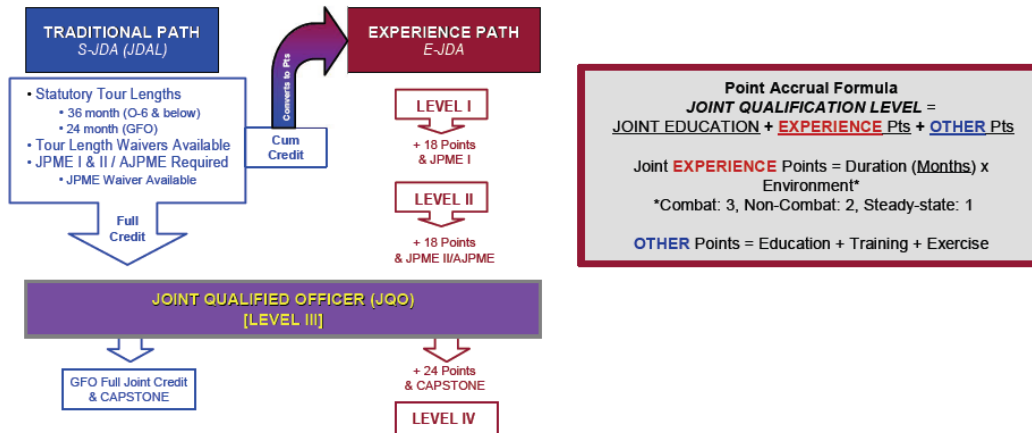 TRADITIONAL PATH
S-JDA (JDAL)
• Statutory Tour Lengths
• 36 month (O-6 & below)
• 24 month (GFO)
• Tour Length Waivers Available
• JPME I & II / AJPME Required
• JPME Waiver Available
Full
Credit
Cum
Credit
Converts to Pts
EXPERIENCE PATH
E-JDA
LEVEL I
+ 18 Points
& JPME I
LEVEL II
+ 18 Points
& JPME II/AJPME
JOINT QUALIFIED OFFICER (JQO)
[LEVEL III]
GFO Full Joint Credit
& CAPSTONE
+ 24 Points
& CAPSTONE
LEVEL IV
Point Accrual Formula
JOINT QUALIFICATION LEVEL =
JOINT EDUCATION + EXPERIENCE Pts + OTHER Pts
Joint EXPERIENCE Points = Duration (Months) x
Environment*
*Combat: 3, Non-Combat: 2, Steady-state: 1
OTHER Points = Education + Training + Exercise